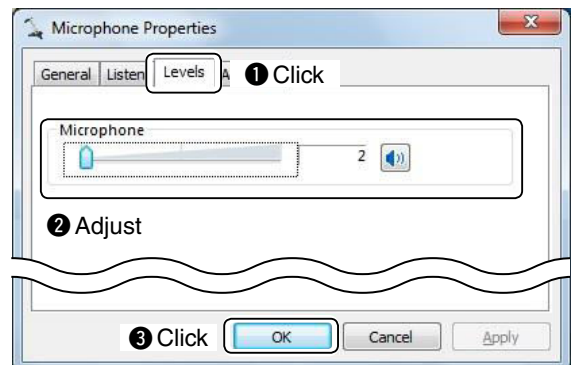 Microphone Properties
General Listen Levels A ❶ Click
Microphone
2
❷ Adjust
❸ Click OK Cancel Apply